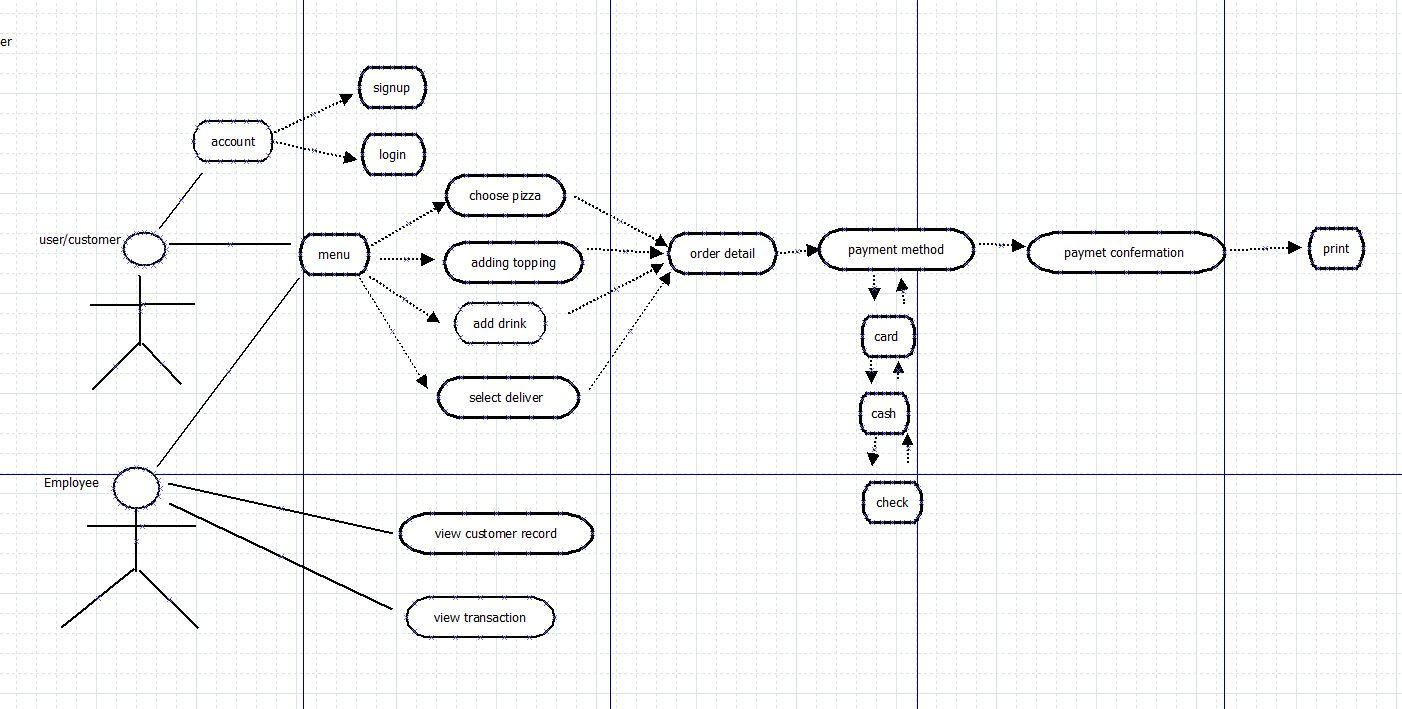 er
signup
account
login
choose pizza
user/customer
menu
adding topping
order detail
payment method
paymet confermation
print
add drink
card
select deliver
cash
Employee
check
view customer record
view transaction